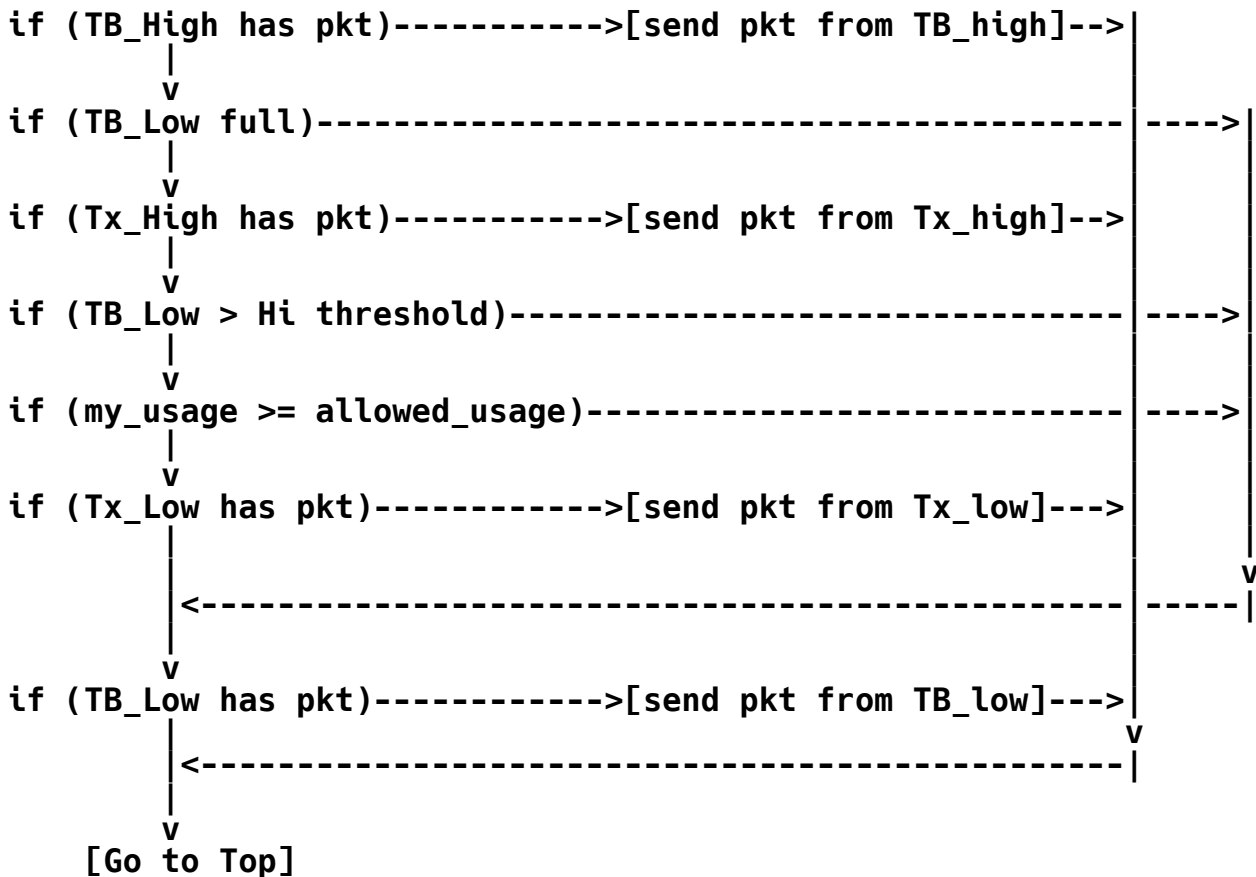 if (TB_High has pkt)----------->[send pkt from TB_high]-->|
if (TB_Low full)------------------------------------------|---->|
if (Tx_High has pkt)----------->[send pkt from Tx_high]-->|
if (TB_Low > Hi threshold)--------------------------------|---->|
if (my_usage >= allowed_usage)----------------------------|---->|
if (Tx_Low has pkt)------------>[send pkt from Tx_low]--->|
if (TB_Low has pkt)------------>[send pkt from TB_low]--->|
[Go to Top]